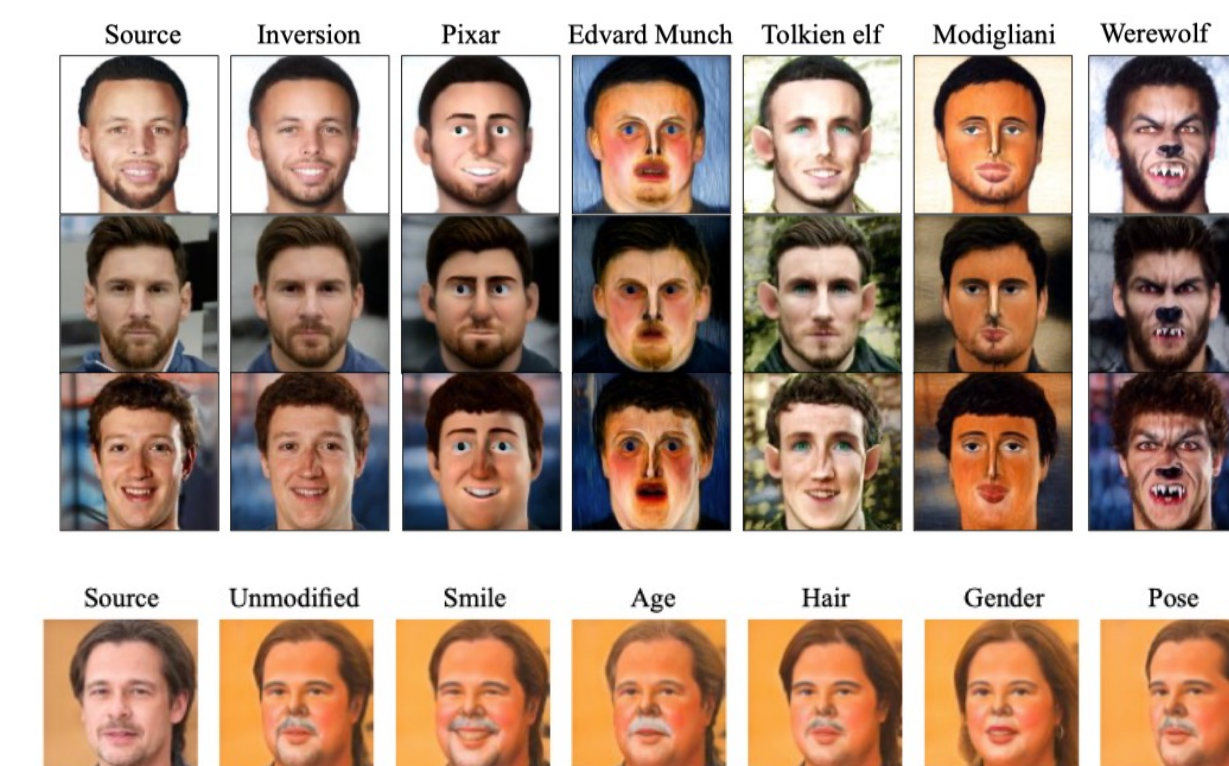 Source Inversion Pixar Edvard Munch Tolkien elf Modigliani Werewolf
Source Unmodified Smile Age Hair Gender Pose